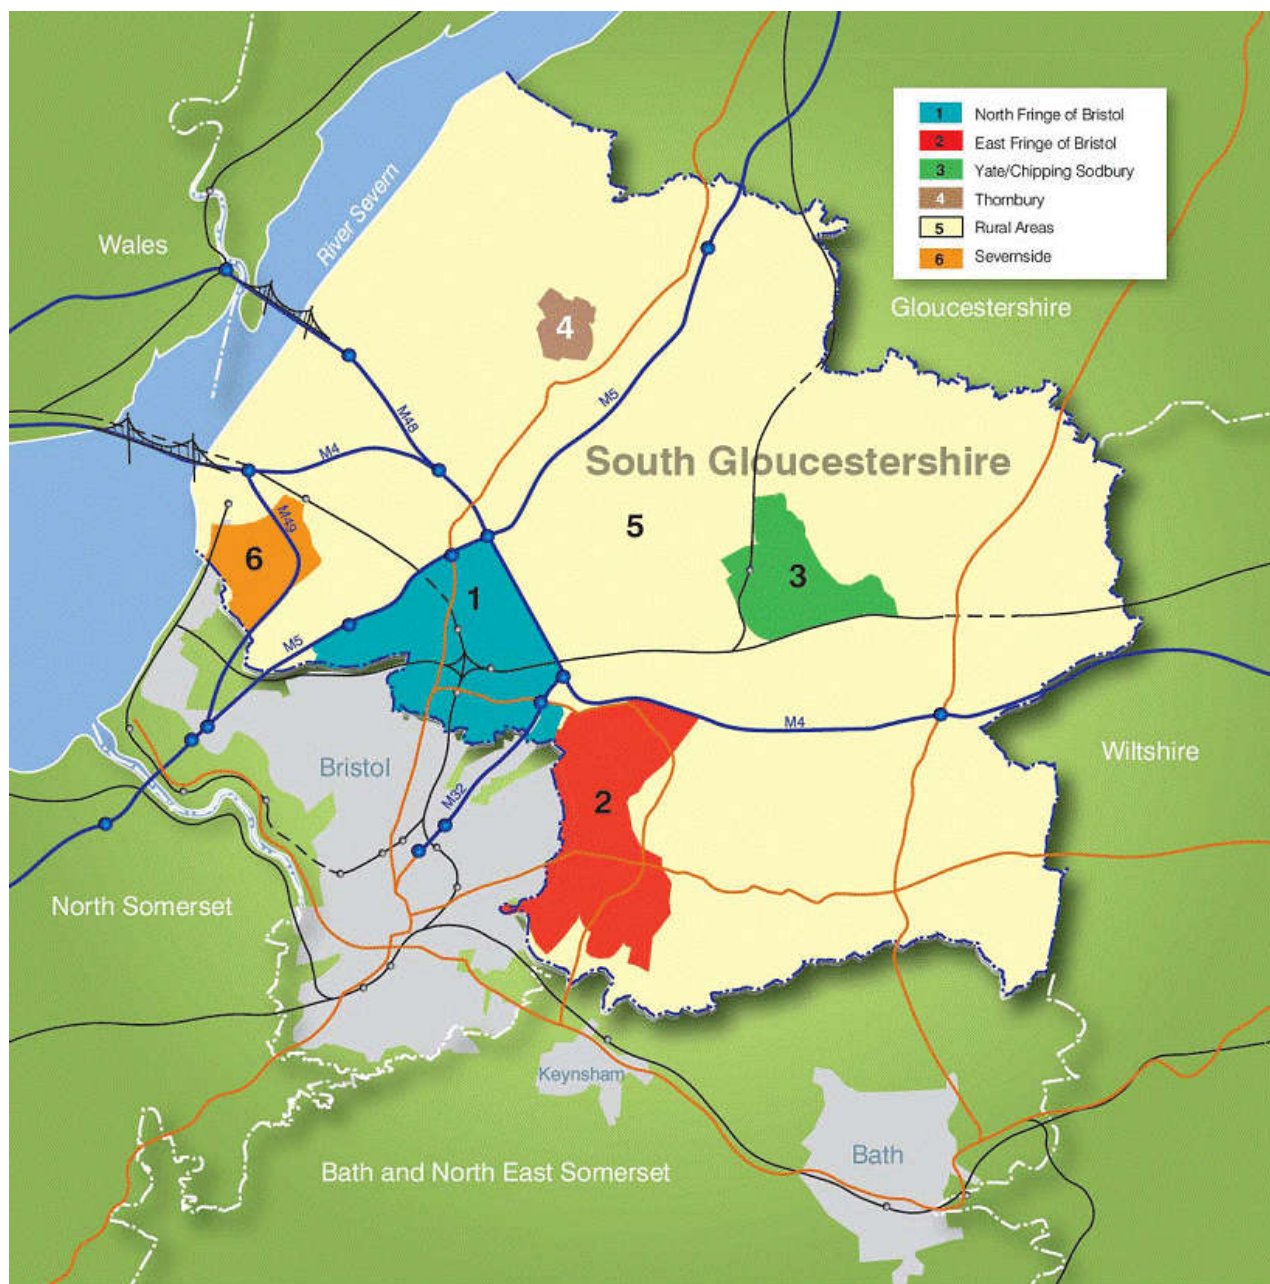 1 North Fringe of Bristol
2 East Fringe of Bristol
3 Yate/Chipping Sodbury
4 Thornbury
5 Rural Areas
6 Severnside
River Severn
Wales
Gloucestershire
4
M5
M48
M4
South Gloucestershire
M49
5
6
3
1
M5
M4
Wiltshire
Bristol
M32
2
North Somerset
Keynsham
Bath
Bath and North East Somerset